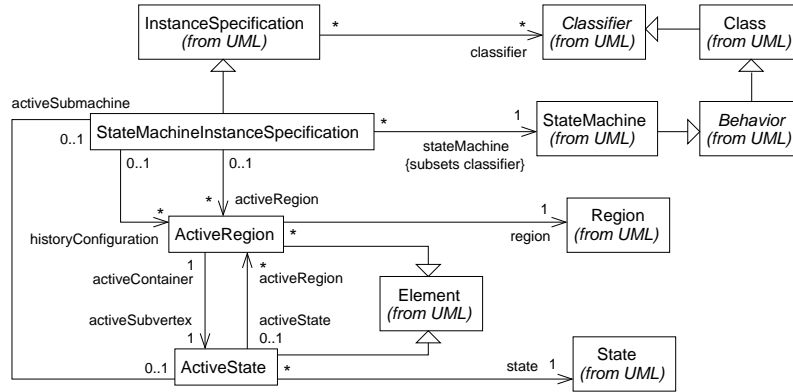 InstanceSpecification
(from UML)
*
*
classifier
Classifier
(from UML)
Class
(from UML)
activeSubmachine
0..1
StateMachineInstanceSpecification
*
1
stateMachine
{subsets classifier}
StateMachine
(from UML)
Behavior
(from UML)
0..1
0..1
*
*
activeRegion
historyConfiguration
ActiveRegion
*
1
region
Region
(from UML)
1
activeContainer
*
activeRegion
Element
(from UML)
activeSubvertex
1
activeState
0..1
0..1
ActiveState
*
state
1
State
(from UML)